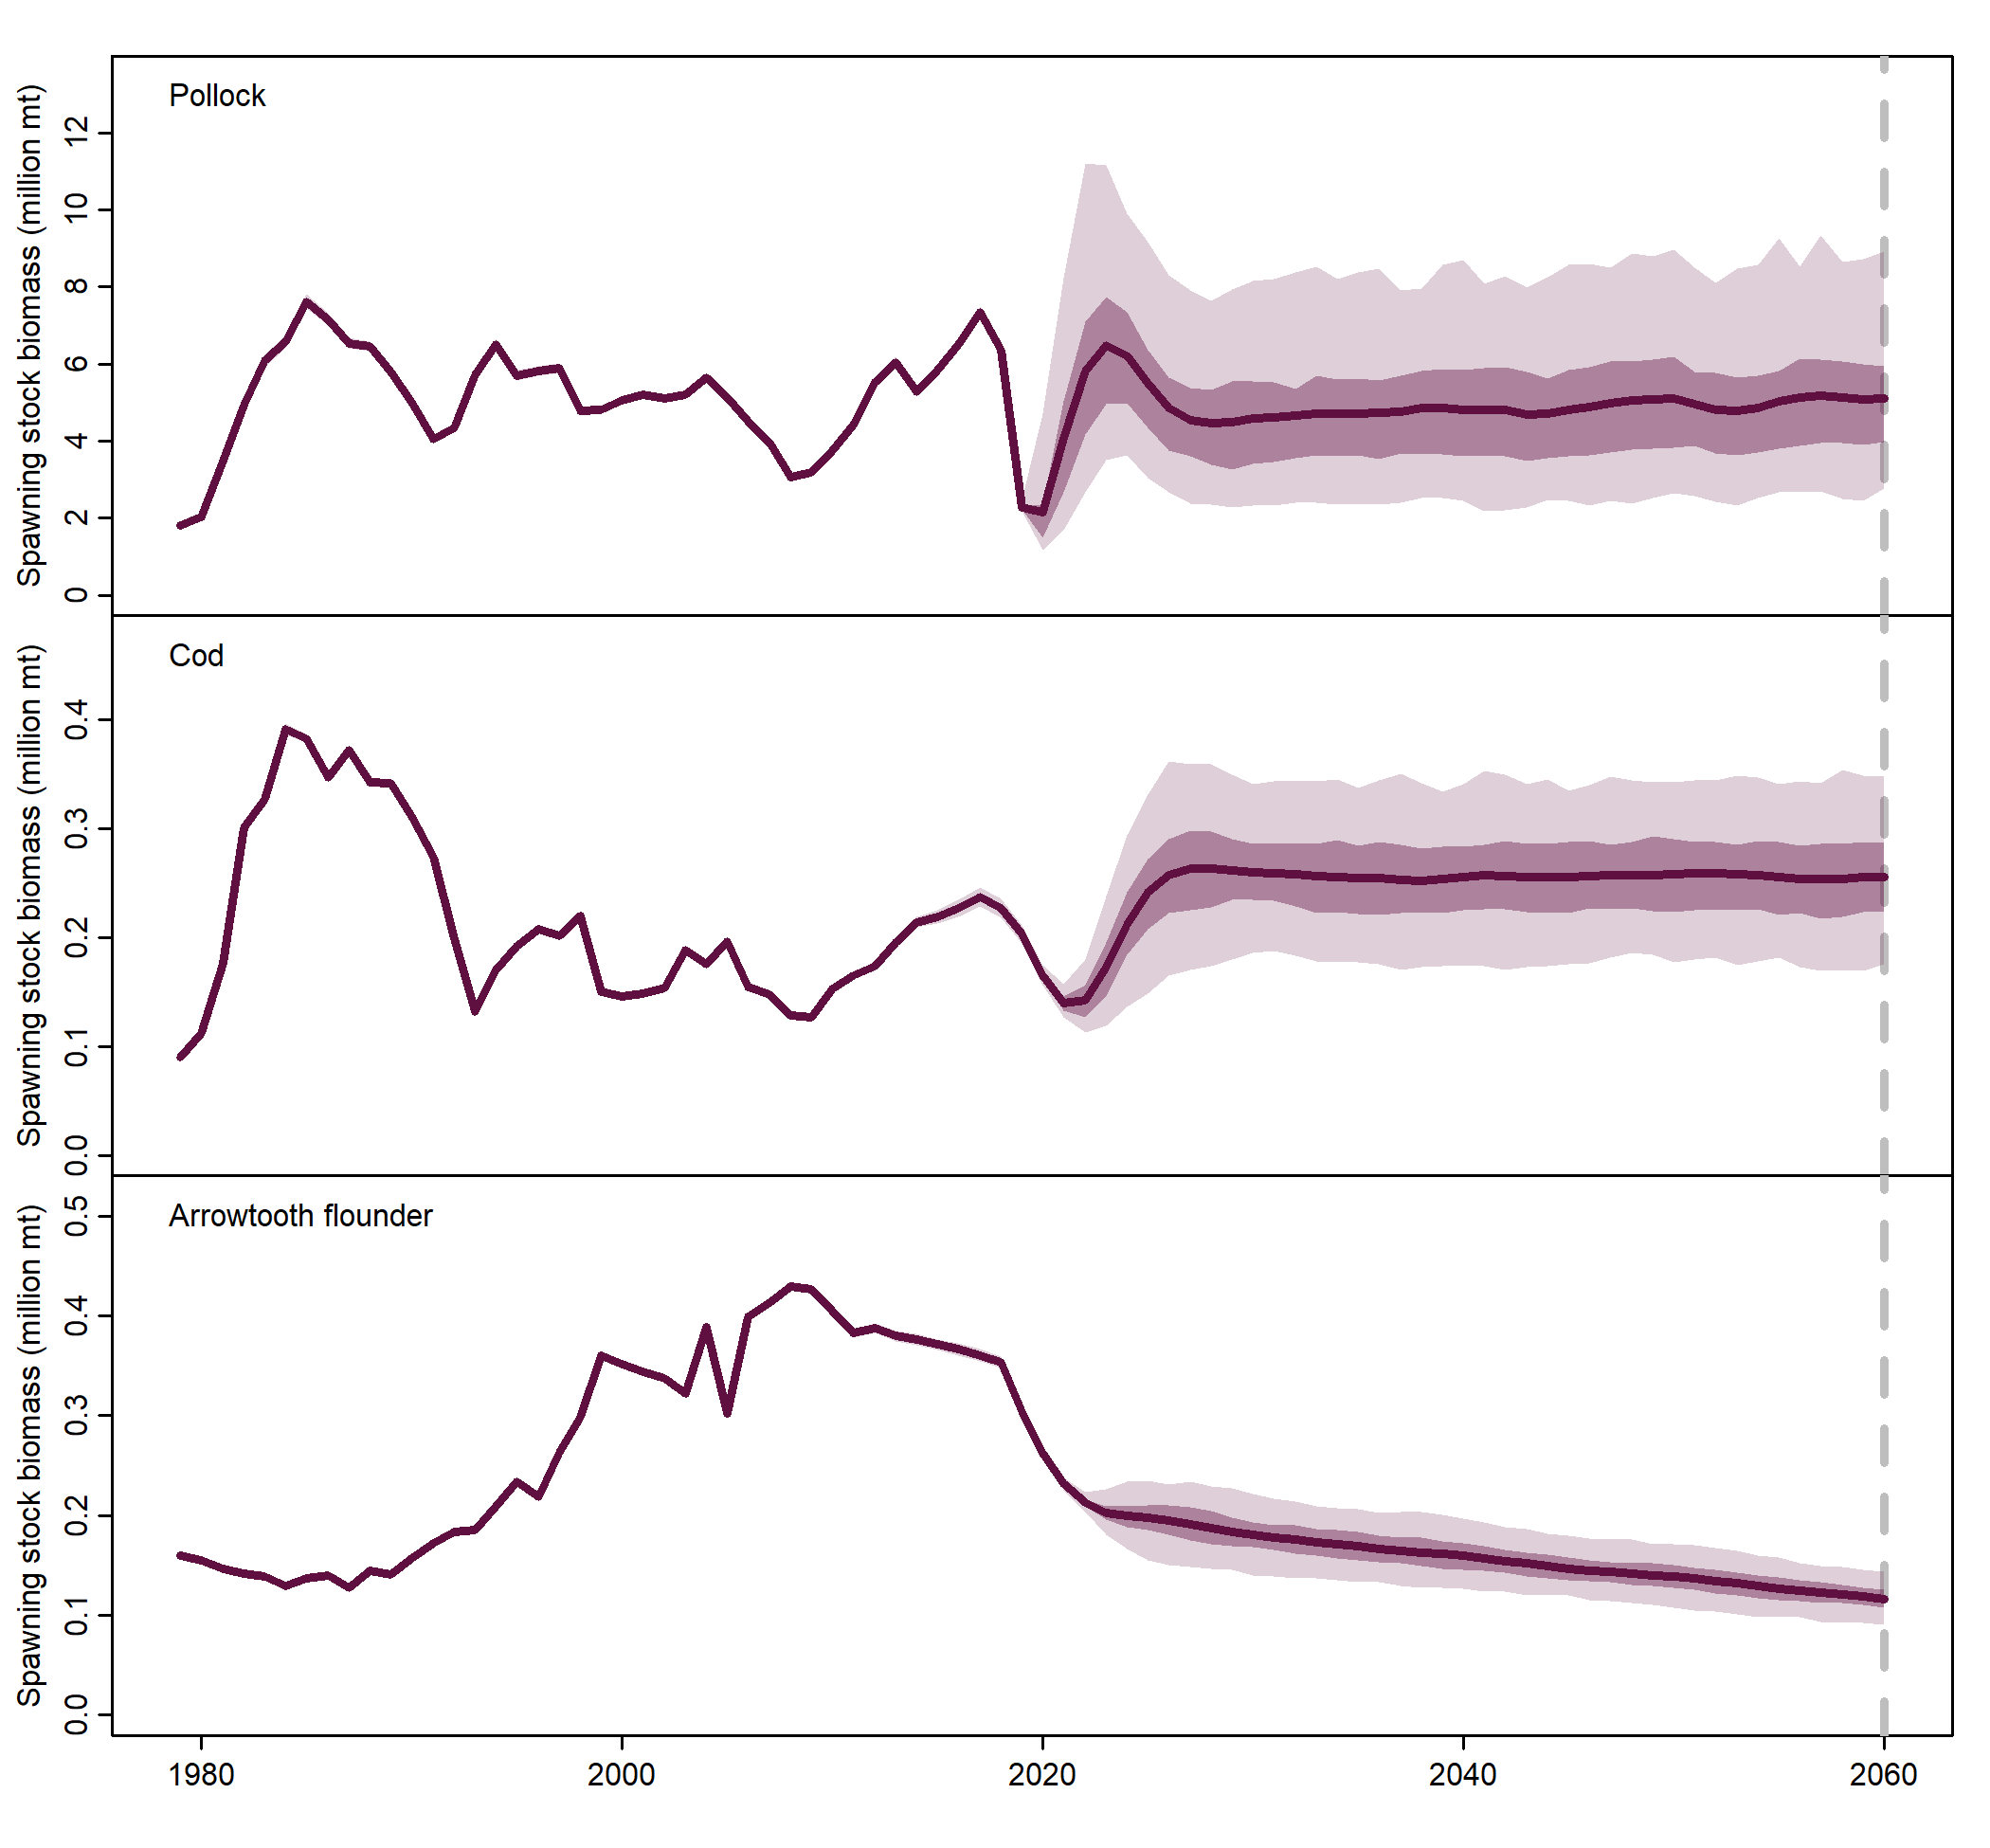 Pollock
Spawning stock biomass (million mt)
12
10
8
6
4
2
0
Cod
Spawning stock biomass (million mt)
0.4
0.3
0.2
0.1
0.0
Arrowtooth flounder
Spawning stock biomass (million mt)
0.5
0.4
0.3
0.2
0.1
0.0
1980 2000 2020 2040 2060